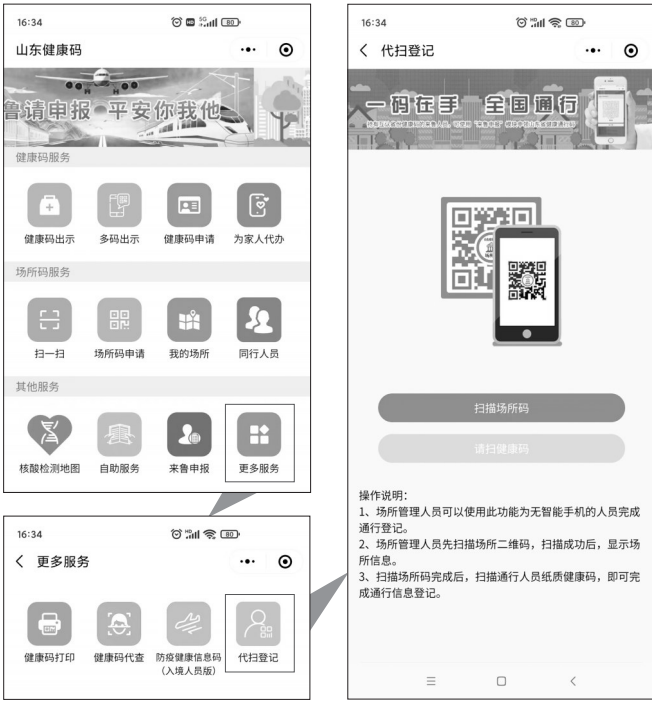 16:34
5G
80
山东健康码
鲁请申报 平安你我他
健康码服务
健康码出示 多码出示 健康码申请 为家人代办
场所码服务
扫一扫 场所码申请 我的场所 同行人员
其他服务
核酸检测地图 自助服务 来鲁申报 更多服务
16:34
80
更多服务
健康码打印 健康码代查 防疫健康信息码 代扫登记
（入境人员版）
16:34
80
代扫登记
一码在手 全国通行
扫描场所码
请扫健康码
操作说明：
1、场所管理人员可以使用此功能为无智能手机的人员完成
通行登记。
2、场所管理人员先扫描场所二维码，扫描成功后，显示场
所信息。
3、扫描场所码完成后，扫描通行人员纸质健康码，即可完
成通行信息登记。